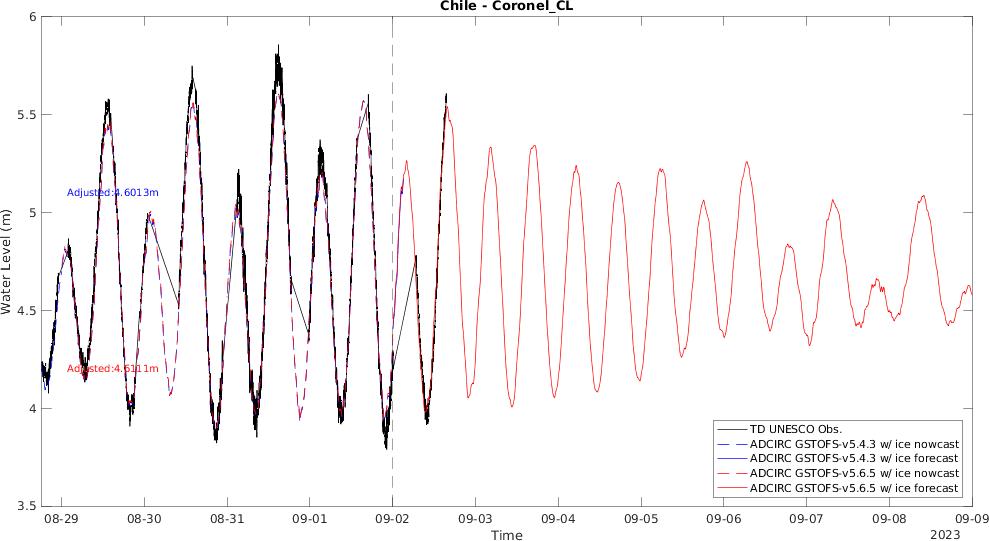 Chile - Coronel_CL
6
5.5
5
4.5
4
3.5
Water Level (m)
Adjusted:4.6013m
Adjusted:4.6111m
TD UNESCO Obs.
ADCIRC GSTOFS-v5.4.3 w/ ice nowcast
ADCIRC GSTOFS-v5.4.3 w/ ice forecast
ADCIRC GSTOFS-v5.6.5 w/ ice nowcast
ADCIRC GSTOFS-v5.6.5 w/ ice forecast
08-29 08-30 08-31 09-01 09-02 09-03 09-04 09-05 09-06 09-07 09-08 09-09
Time
2023